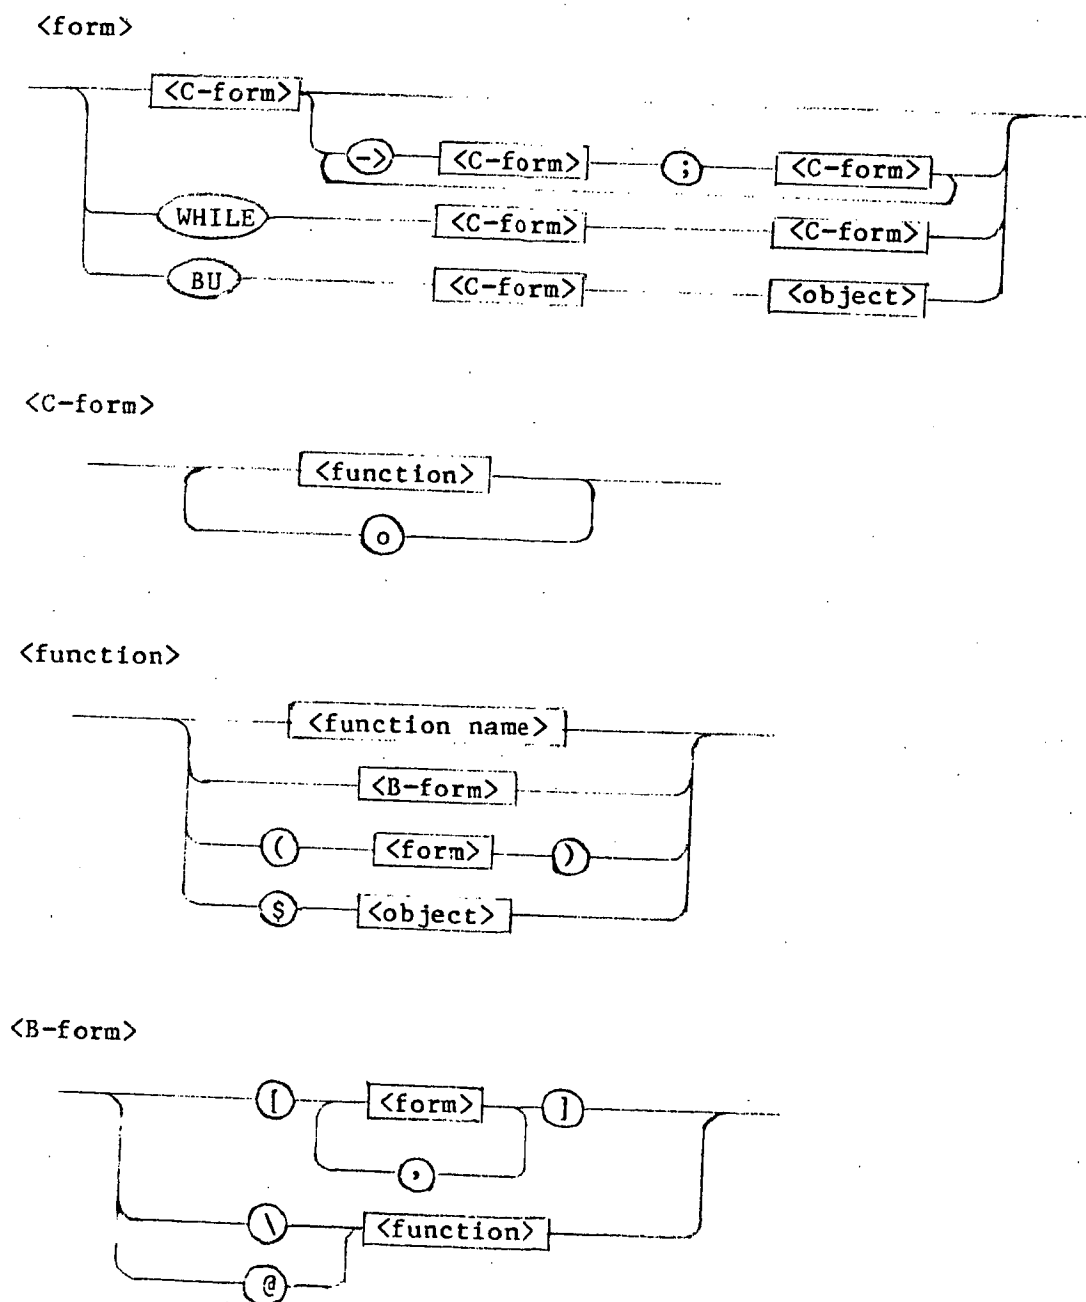 <form>
<C-form>
-> <C-form> ; <C-form>
WHILE <C-form> <C-form>
BU <C-form> <object>
<C-form>
<function>
o
<function>
<function name>
<B-form>
( <form> )
$ <object>
<B-form>
[ <form> ]
,
\ <function>
@